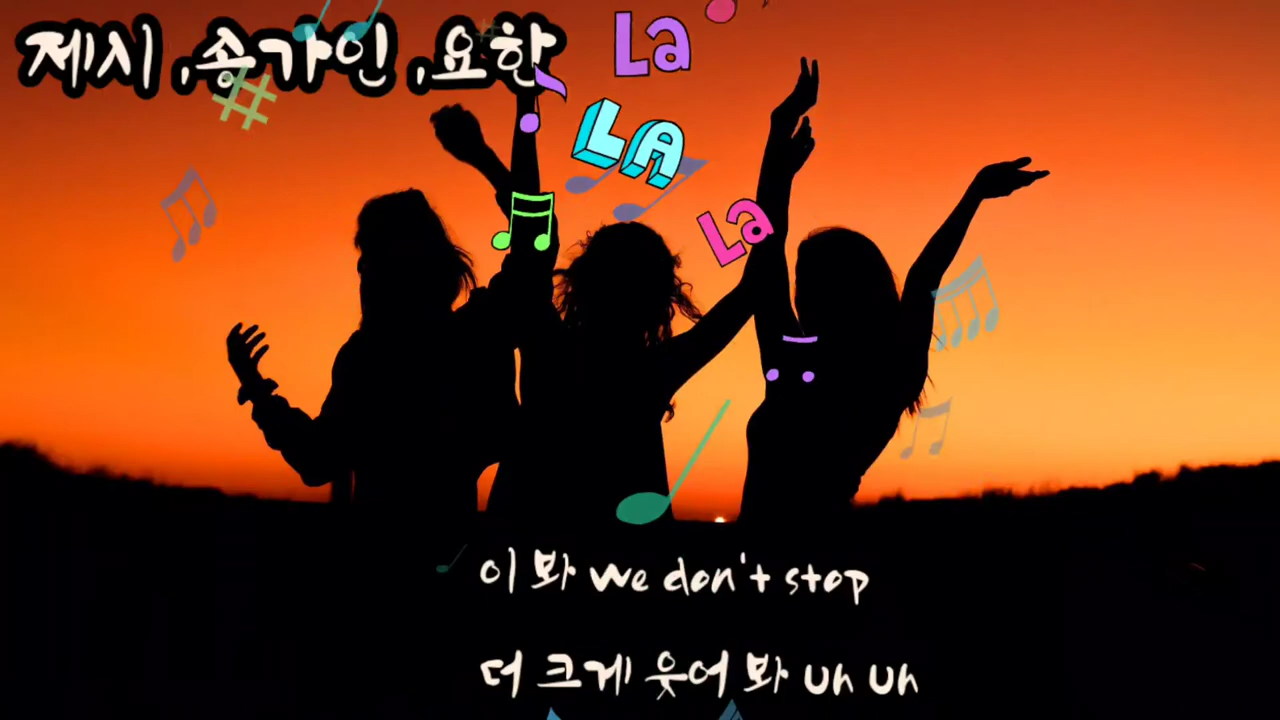 제시 ,송가인 ,요한
La
LA
La
이 봐 we don't stop
더 크게 웃어 봐 uh uh